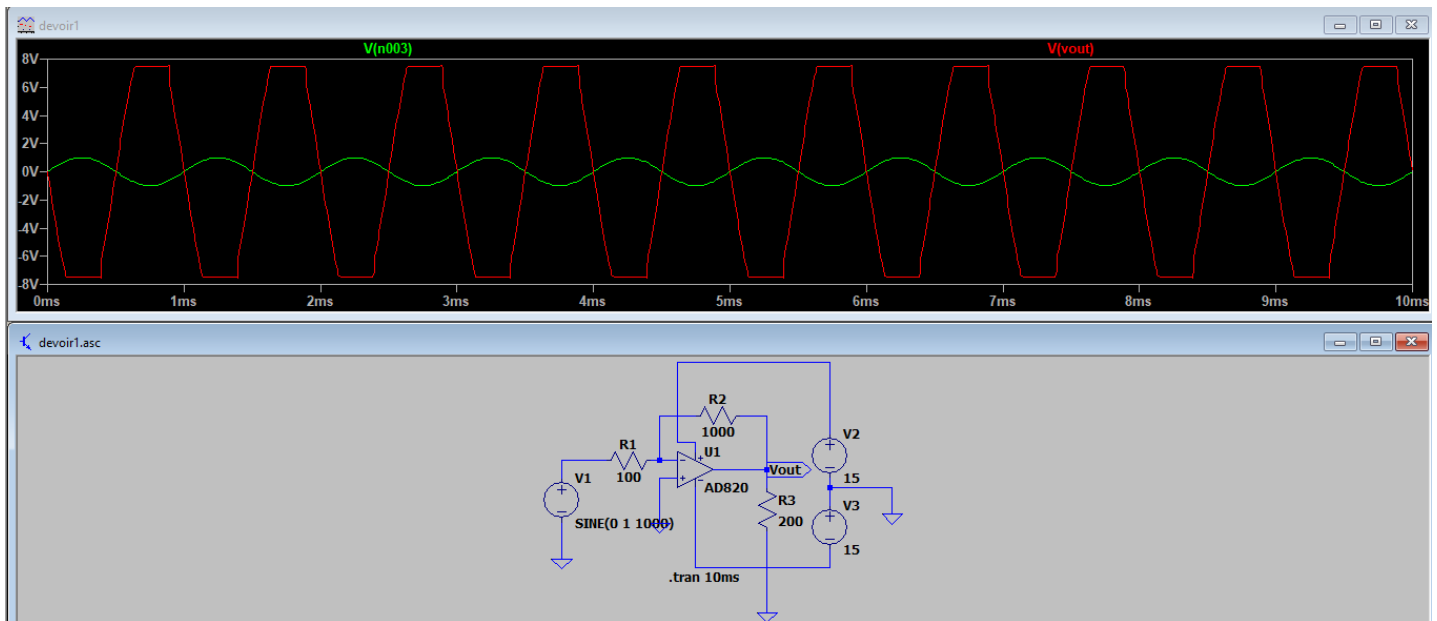 devoir1
V(n003) V(vout)
8V
6V
4V
2V
0V
-2V
-4V
-6V
-8V
0ms 1ms 2ms 3ms 4ms 5ms 6ms 7ms 8ms 9ms 10ms
devoir1.asc
R2
1000
R1
100
U1
AD820
V1
SINE(0 1 1000)
Vout
R3
200
V2
15
V3
15
.tran 10ms